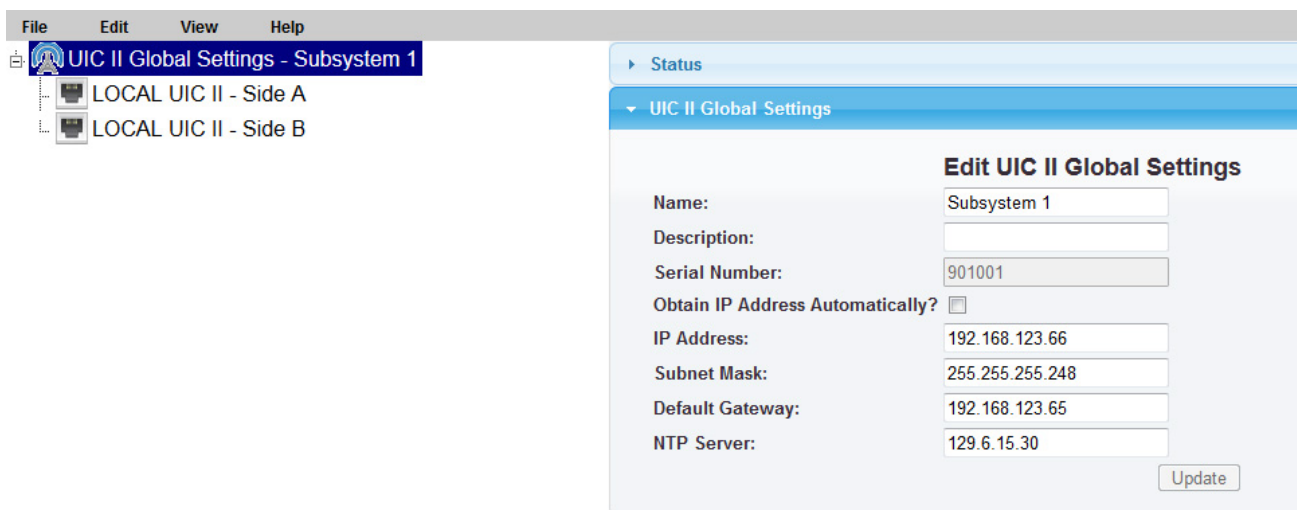 File Edit View Help
UIC II Global Settings - Subsystem 1
LOCAL UIC II - Side A
LOCAL UIC II - Side B
Status
UIC II Global Settings
Edit UIC II Global Settings
Name: Subsystem 1
Description:
Serial Number: 901001
Obtain IP Address Automatically?
IP Address: 192.168.123.66
Subnet Mask: 255.255.255.248
Default Gateway: 192.168.123.65
NTP Server: 129.6.15.30
Update